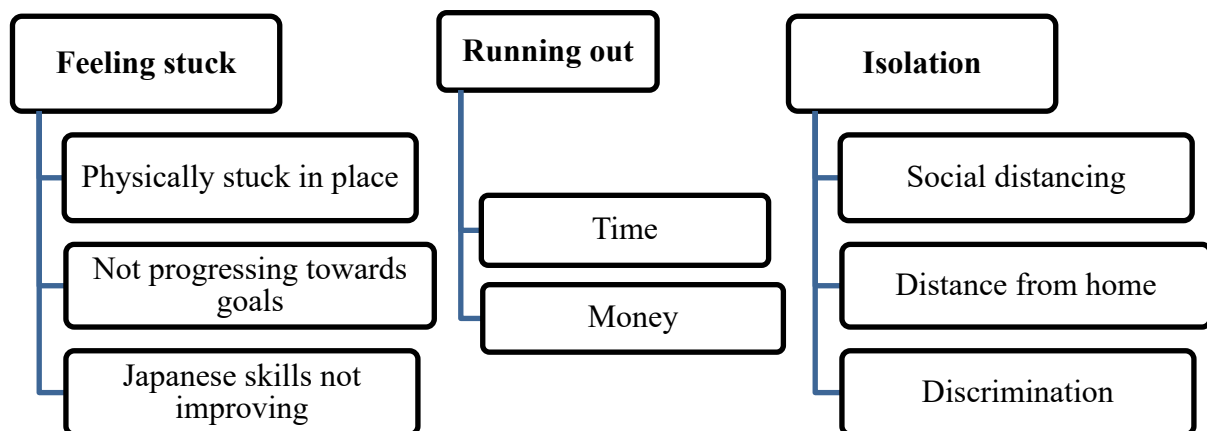 Feeling stuck
Physically stuck in place
Not progressing towards
goals
Japanese skills not
improving
Running out
Time
Money
Isolation
Social distancing
Distance from home
Discrimination